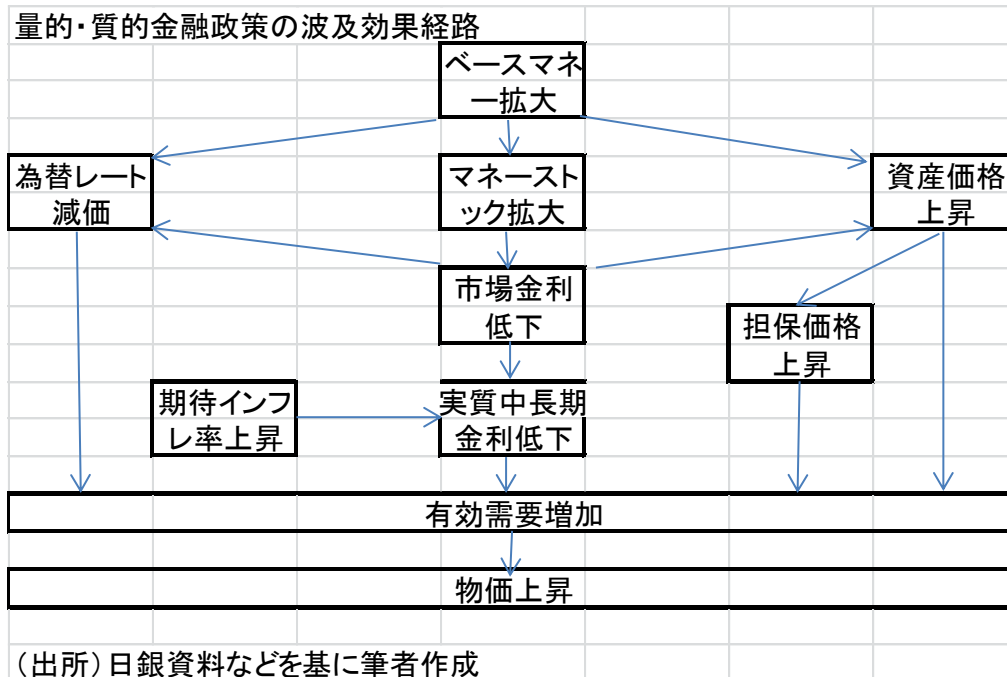 量的・質的金融政策の波及効果経路
ベースマネ
ー拡大
為替レート
減価
マネースト
ック拡大
資産価格
上昇
市場金利
低下
担保価格
上昇
期待インフ
レ率上昇
実質中長期
金利低下
有効需要増加
物価上昇
（出所）日銀資料などを基に筆者作成